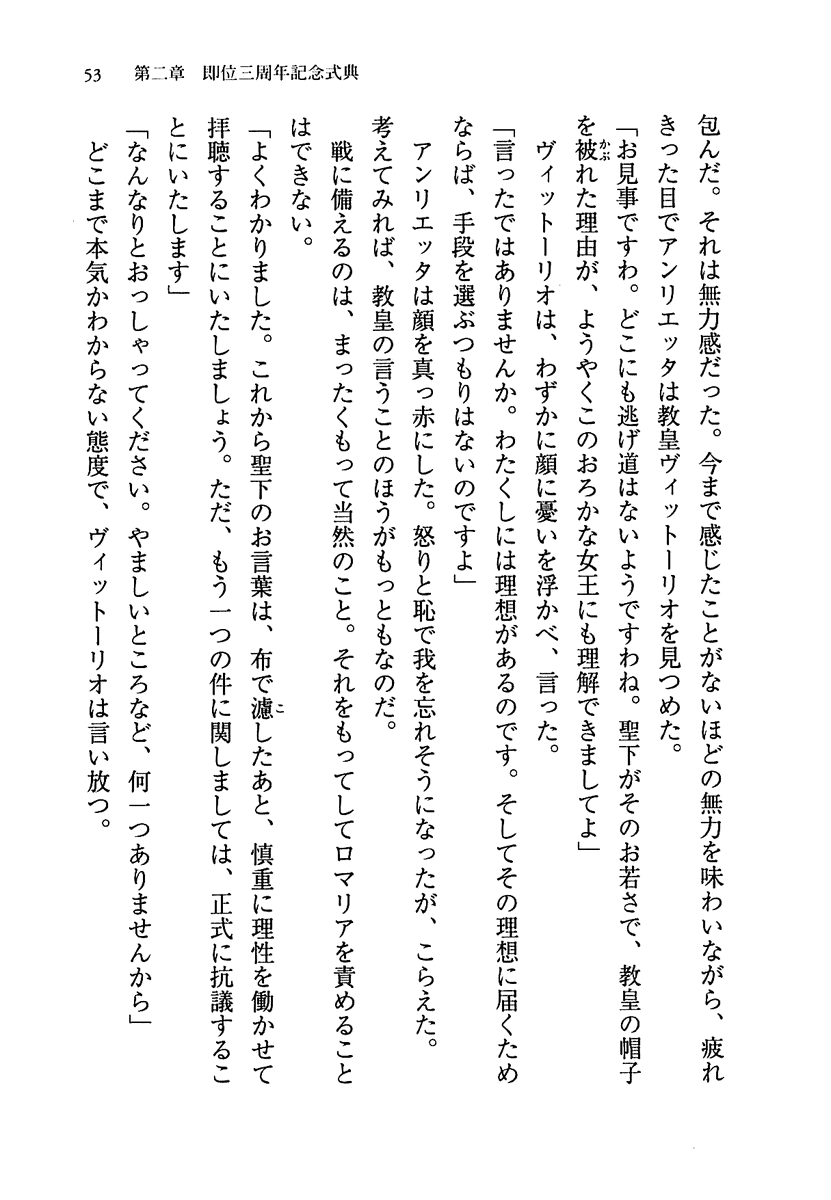 53　第二章　即位三周年記念式典
包んだ。それは無力感だった。今まで感じたことがないほどの無力を味わいながら、疲れ
きった目でアンリエッタは教皇ヴィットーリオを見つめた。
「お見事ですわ。どこにも逃げ道はないようですわね。聖下がそのお若さで、教皇の帽子
を被れた理由が、ようやくこのおろかな女王にも理解できましてよ」
かぶ
　ヴィットーリオは、わずかに顔に憂いを浮かべ、言った。
「言ったではありませんか。わたくしには理想があるのです。そしてその理想に届くため
ならば、手段を選ぶつもりはないのですよ」
　アンリエッタは顔を真っ赤にした。怒りと恥で我を忘れそうになったが、こらえた。
考えてみれば、教皇の言うことのほうがもっともなのだ。
　戦に備えるのは、まったくもって当然のこと。それをもってしてロマリアを責めること
はできない。
「よくわかりました。これから聖下のお言葉は、布で濾したあと、慎重に理性を働かせて
こ
拝聴することにいたしましょう。ただ、もう一つの件に関しましては、正式に抗議するこ
とにいたします」
「なんなりとおっしゃってください。やましいところなど、何一つありませんから」
　どこまで本気かわからない態度で、ヴィットーリオは言い放つ。